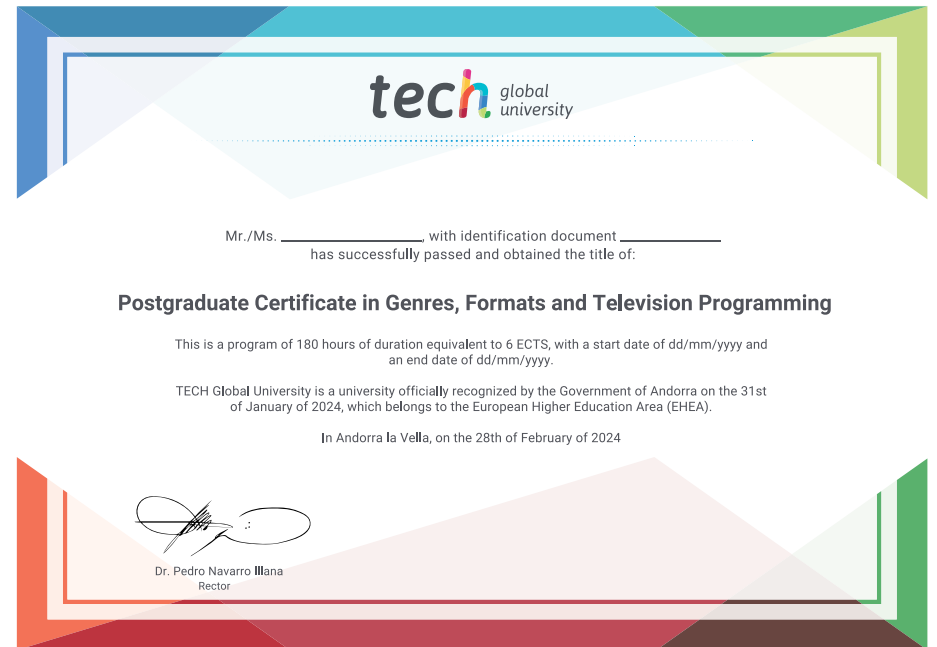 tech global university
Mr./Ms. ____________________, with identification document ______________
has successfully passed and obtained the title of:
Postgraduate Certificate in Genres, Formats and Television Programming
This is a program of 180 hours of duration equivalent to 6 ECTS, with a start date of dd/mm/yyyy and
an end date of dd/mm/yyyy.
TECH Global University is a university officially recognized by the Government of Andorra on the 31st
of January of 2024, which belongs to the European Higher Education Area (EHEA).
In Andorra la Vella, on the 28th of February of 2024
Dr. Pedro Navarro Illana
Rector